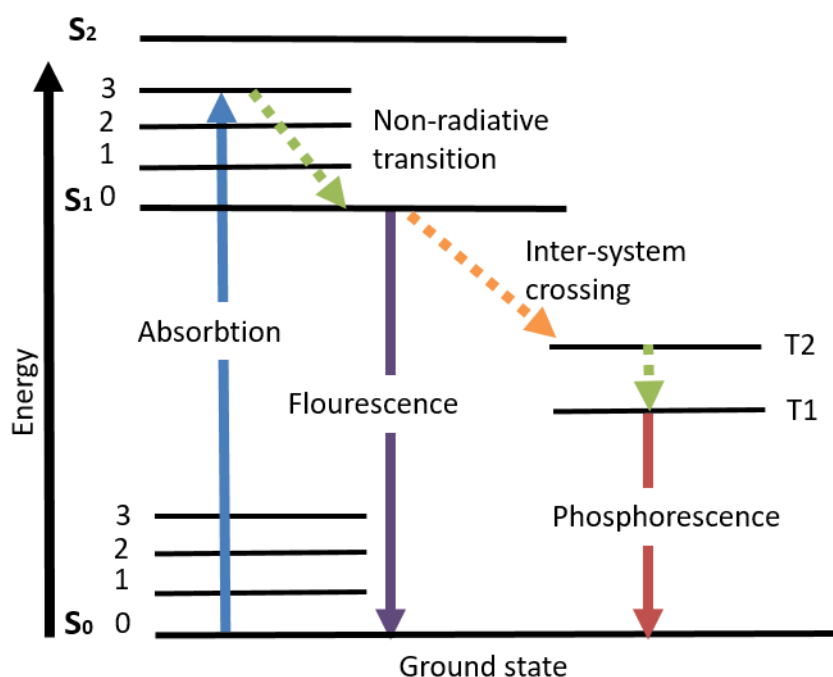 S₂
3
2
1
S₁ 0
Non-radiative
transition
Inter-system
crossing
Absorbtion
T2
Energy
Flourescence
T1
3
2
1
S₀ 0
Phosphorescence
Ground state